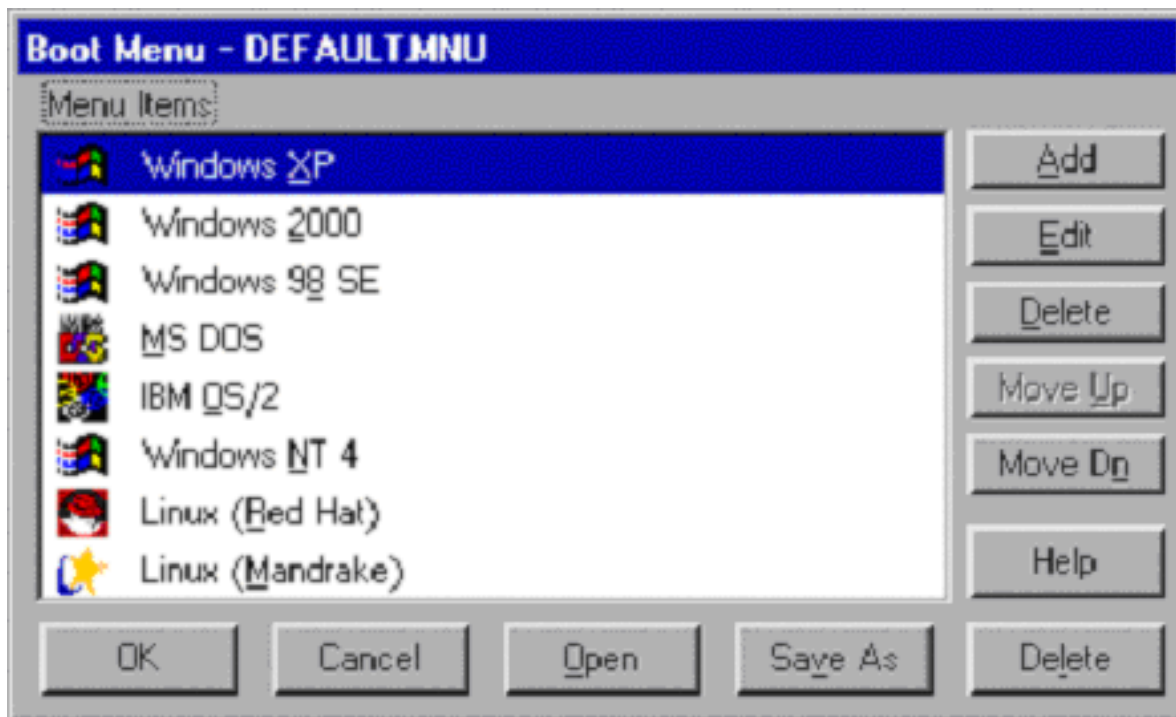 Boot Menu - DEFAULT.MNU
Menu Items
Windows XP
Windows 2000
Windows 98 SE
MS DOS
IBM OS/2
Windows NT 4
Linux (Red Hat)
Linux (Mandrake)
Add
Edit
Delete
Move Up
Move Dn
Help
OK
Cancel
Open
Save As
Delete